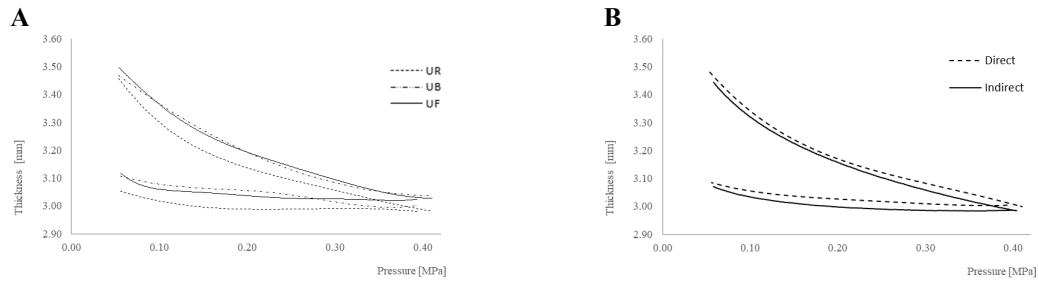 A
Thickness [mm]
3.60
3.50
3.40
3.30
3.20
3.10
3.00
2.90
0.00
0.10
0.20
0.30
0.40
Pressure [MPa]
UR
UB
UF
B
Thickness [mm]
3.60
3.50
3.40
3.30
3.20
3.10
3.00
2.90
0.00
0.10
0.20
0.30
0.40
Pressure [MPa]
Direct
Indirect